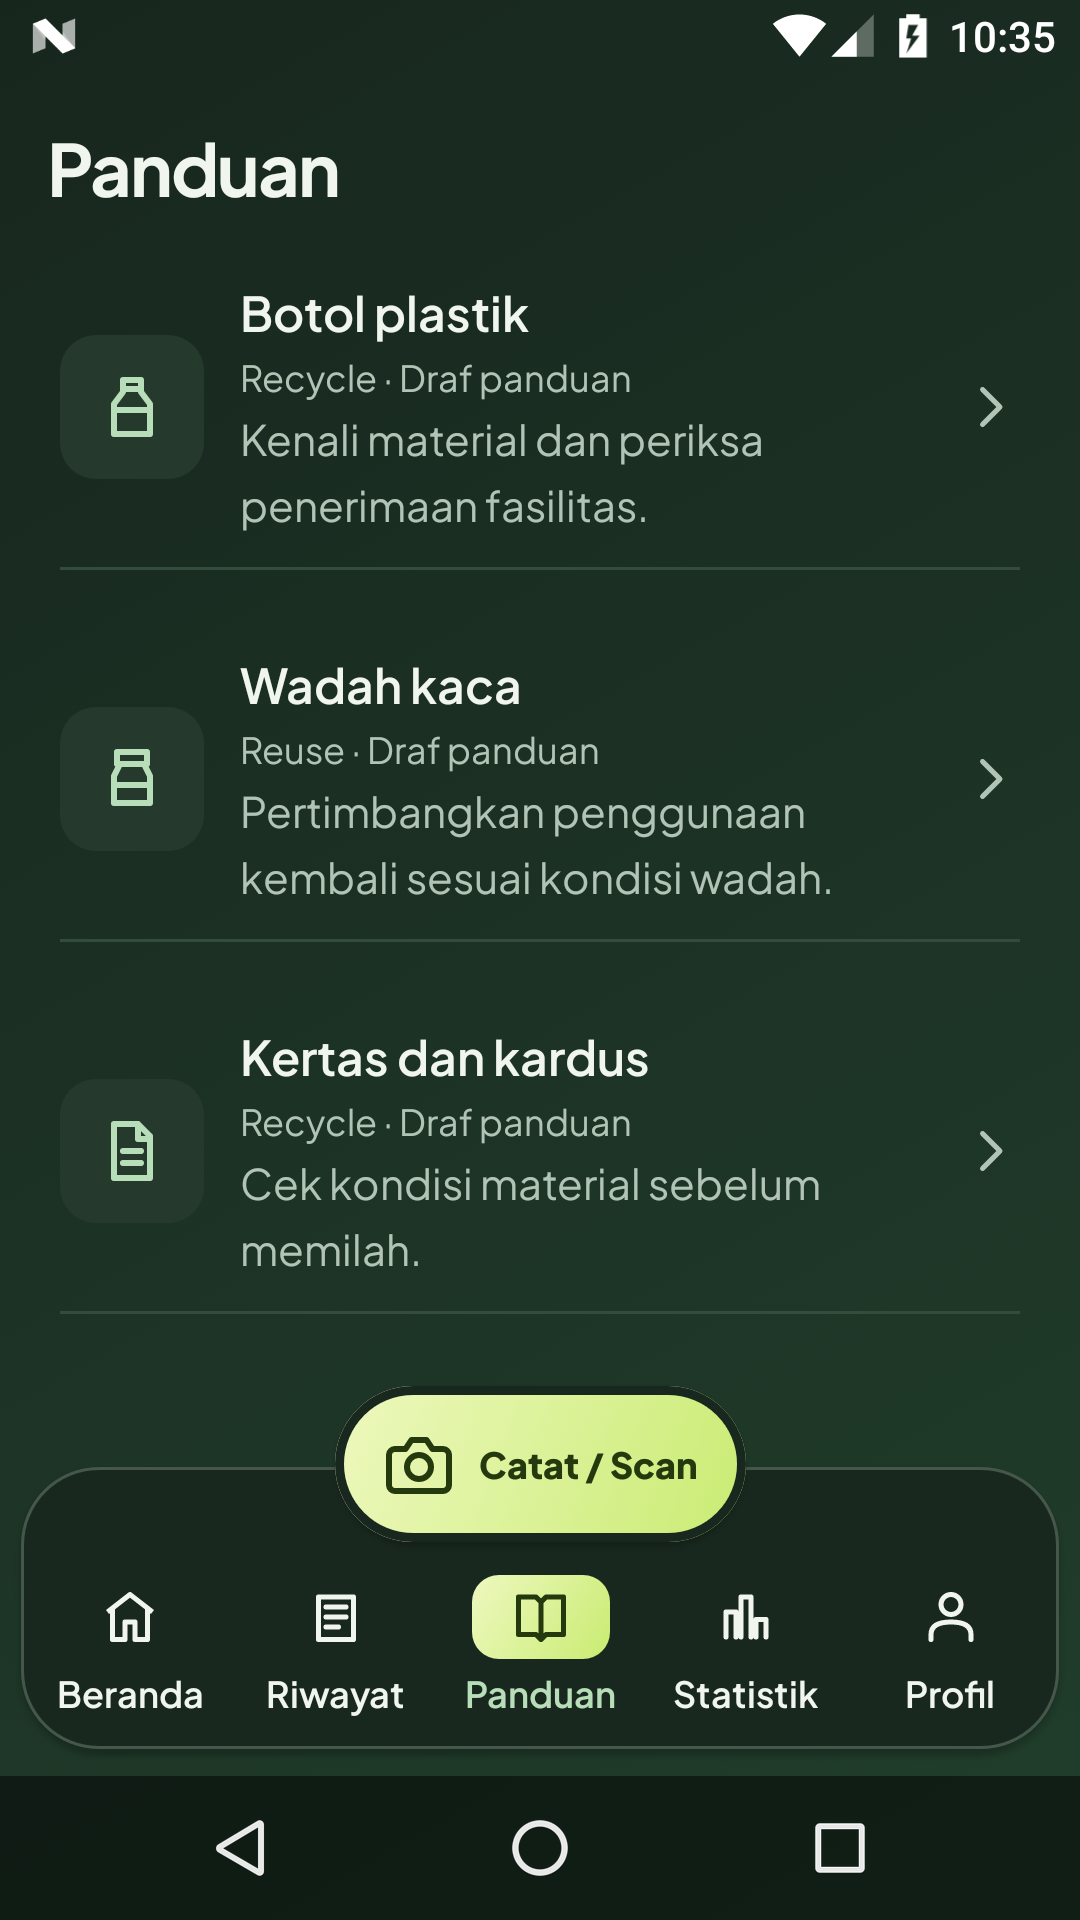 10:35
Panduan
Botol plastik
Recycle · Draf panduan
Kenali material dan periksa
penerimaan fasilitas.
Wadah kaca
Reuse · Draf panduan
Pertimbangkan penggunaan
kembali sesuai kondisi wadah.
Kertas dan kardus
Recycle · Draf panduan
Cek kondisi material sebelum
memilah.
Catat / Scan
Beranda
Riwayat
Panduan
Statistik
Profil